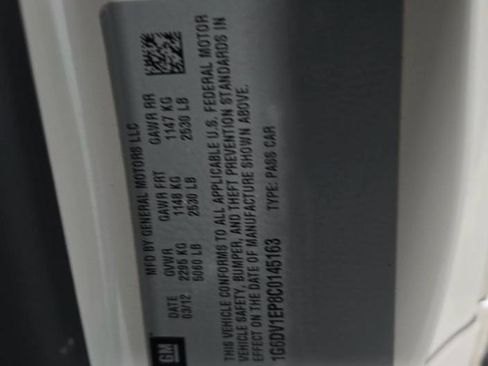 GM
MFD BY GENERAL MOTORS LLC
DATE GVWR GAWR FRT GAWR RR
03/12 2295 KG 1148 KG 1147 KG
5060 LB 2530 LB 2530 LB
THIS VEHICLE CONFORMS TO ALL APPLICABLE U.S. FEDERAL MOTOR
VEHICLE SAFETY, BUMPER, AND THEFT PREVENTION STANDARDS IN
EFFECT ON THE DATE OF MANUFACTURE SHOWN ABOVE.
1G6DV1EP8C0145163 TYPE: PASS CAR